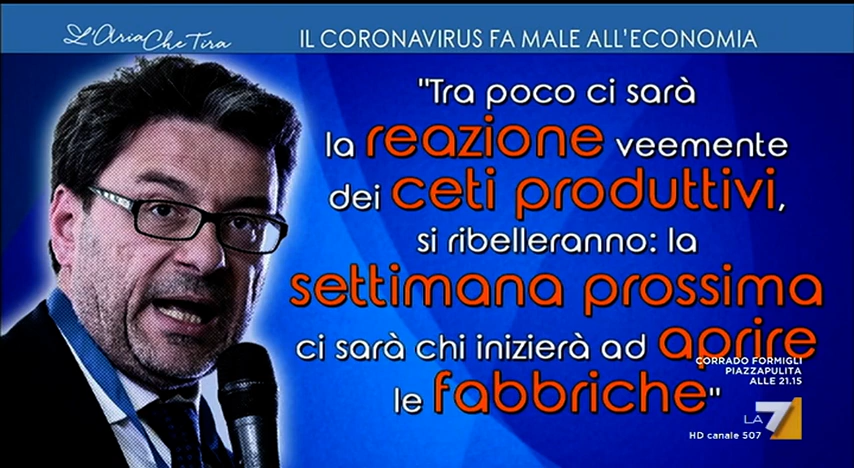 L'Aria Che Tira
IL CORONAVIRUS FA MALE ALL'ECONOMIA
"Tra poco ci sarà
la reazione veemente
dei ceti produttivi,
si ribelleranno: la
settimana prossima
ci sarà chi inizierà ad aprire
le fabbriche"
CORRADO FORMIGLI
PIAZZAPULITA
ALLE 21.15
LA 7
HD canale 507